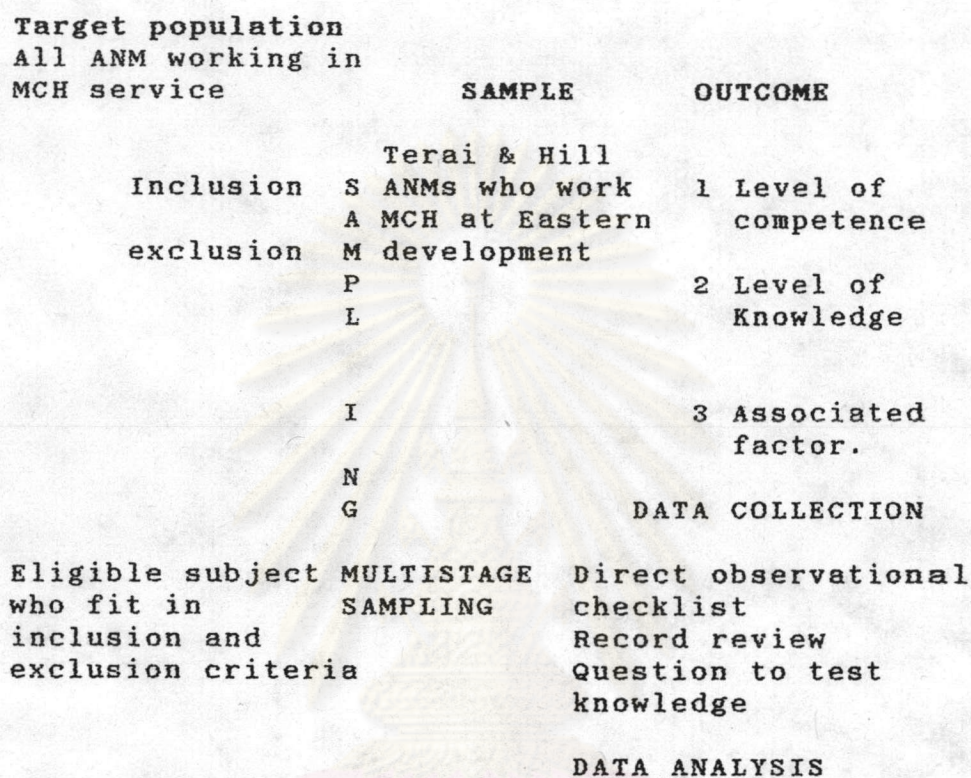 Target population
All ANM working in
MCH service SAMPLE OUTCOME
Terai & Hill
Inclusion S ANMs who work 1 Level of
A MCH at Eastern competence
exclusion M development
P 2 Level of
L Knowledge
I 3 Associated
factor.
N
G DATA COLLECTION
Eligible subject MULTISTAGE Direct observational
who fit in SAMPLING checklist
inclusion and Record review
exclusion criteria Question to test
knowledge
DATA ANALYSIS